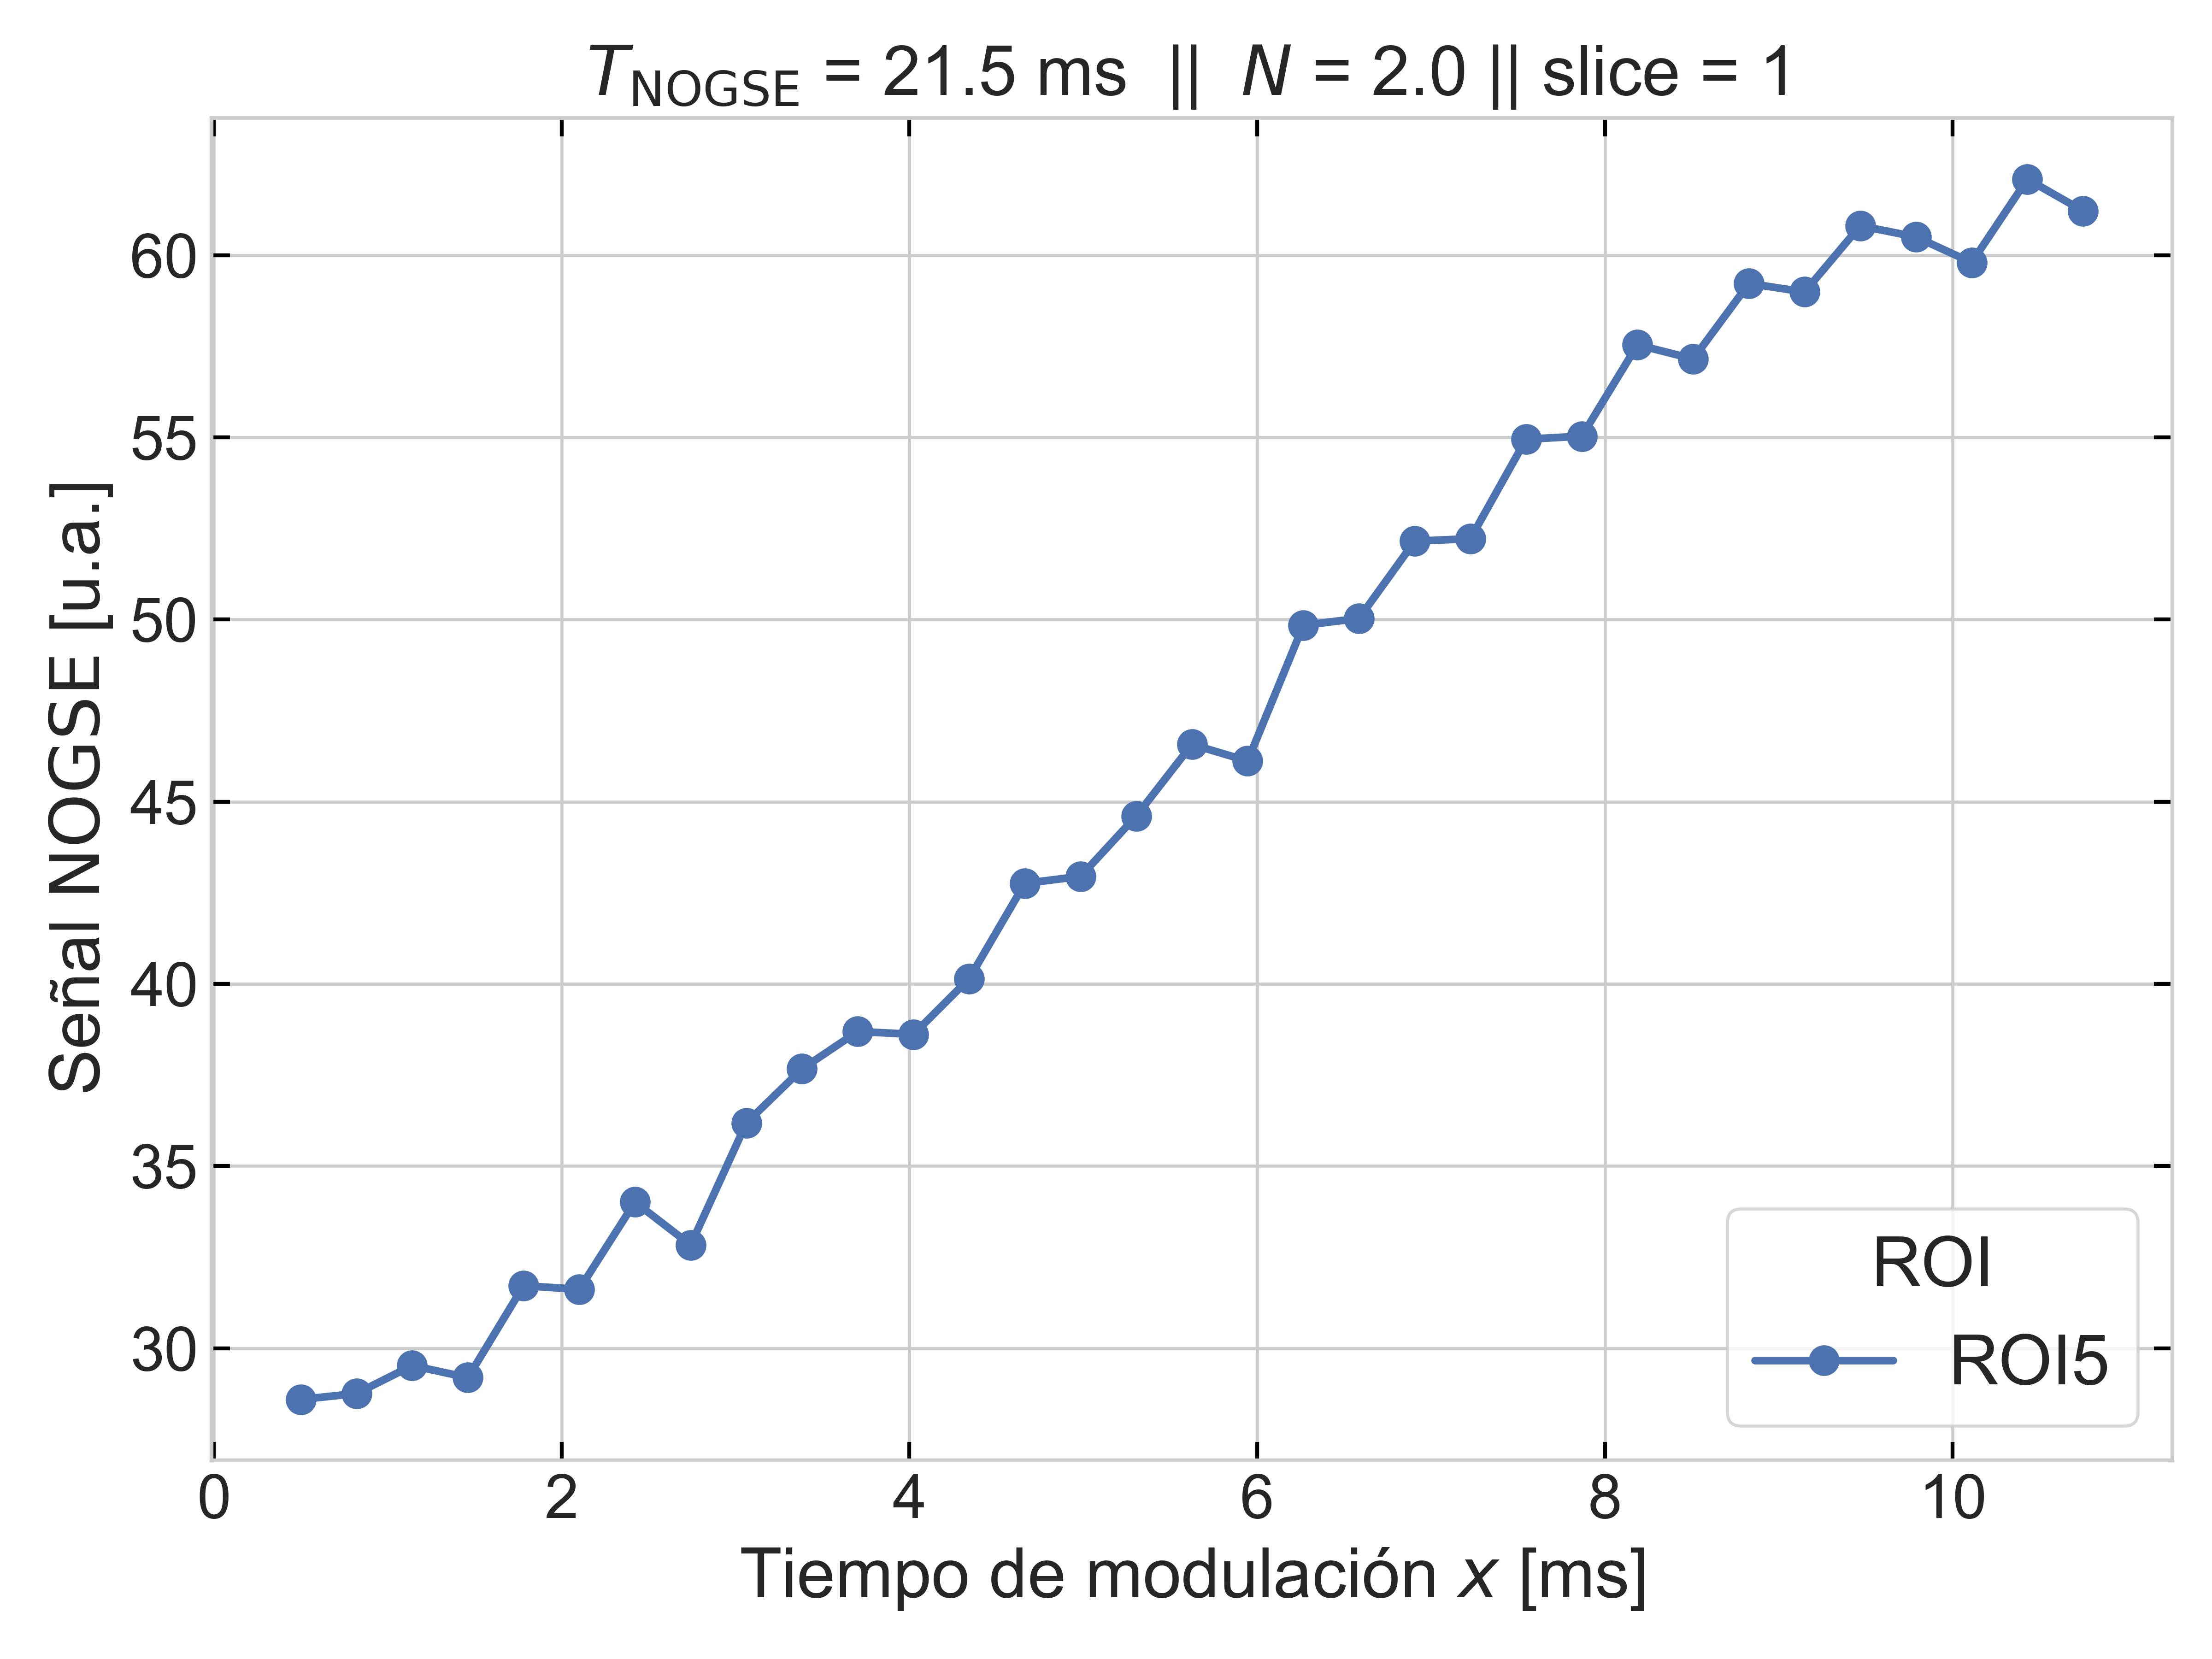 T_NOGSE = 21.5 ms || N = 2.0 || slice = 1
Señal NOGSE [u.a.]
60
55
50
45
40
35
30
ROI
ROI5
0 2 4 6 8 10
Tiempo de modulación x [ms]